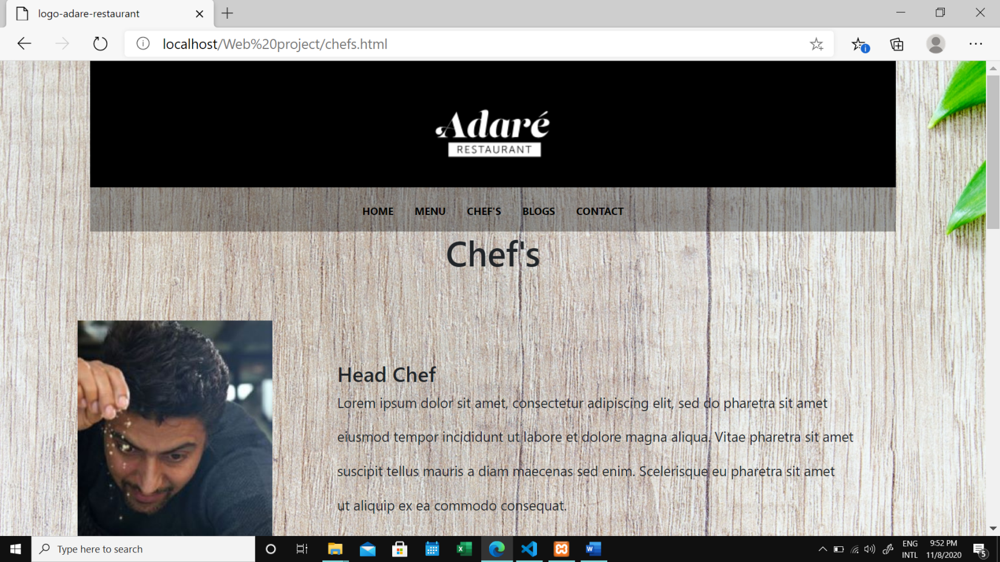 logo-adare-restaurant
localhost/Web%20project/chefs.html
Adaré
RESTAURANT
HOME MENU CHEF'S BLOGS CONTACT
Chef's
Head Chef
Lorem ipsum dolor sit amet, consectetur adipiscing elit, sed do pharetra sit amet
eiusmod tempor incididunt ut labore et dolore magna aliqua. Vitae pharetra sit amet
suscipit tellus mauris a diam maecenas sed enim. Scelerisque eu pharetra sit amet
ut aliquip ex ea commodo consequat.
Type here to search
ENG
INTL
9:52 PM
11/8/2020
5